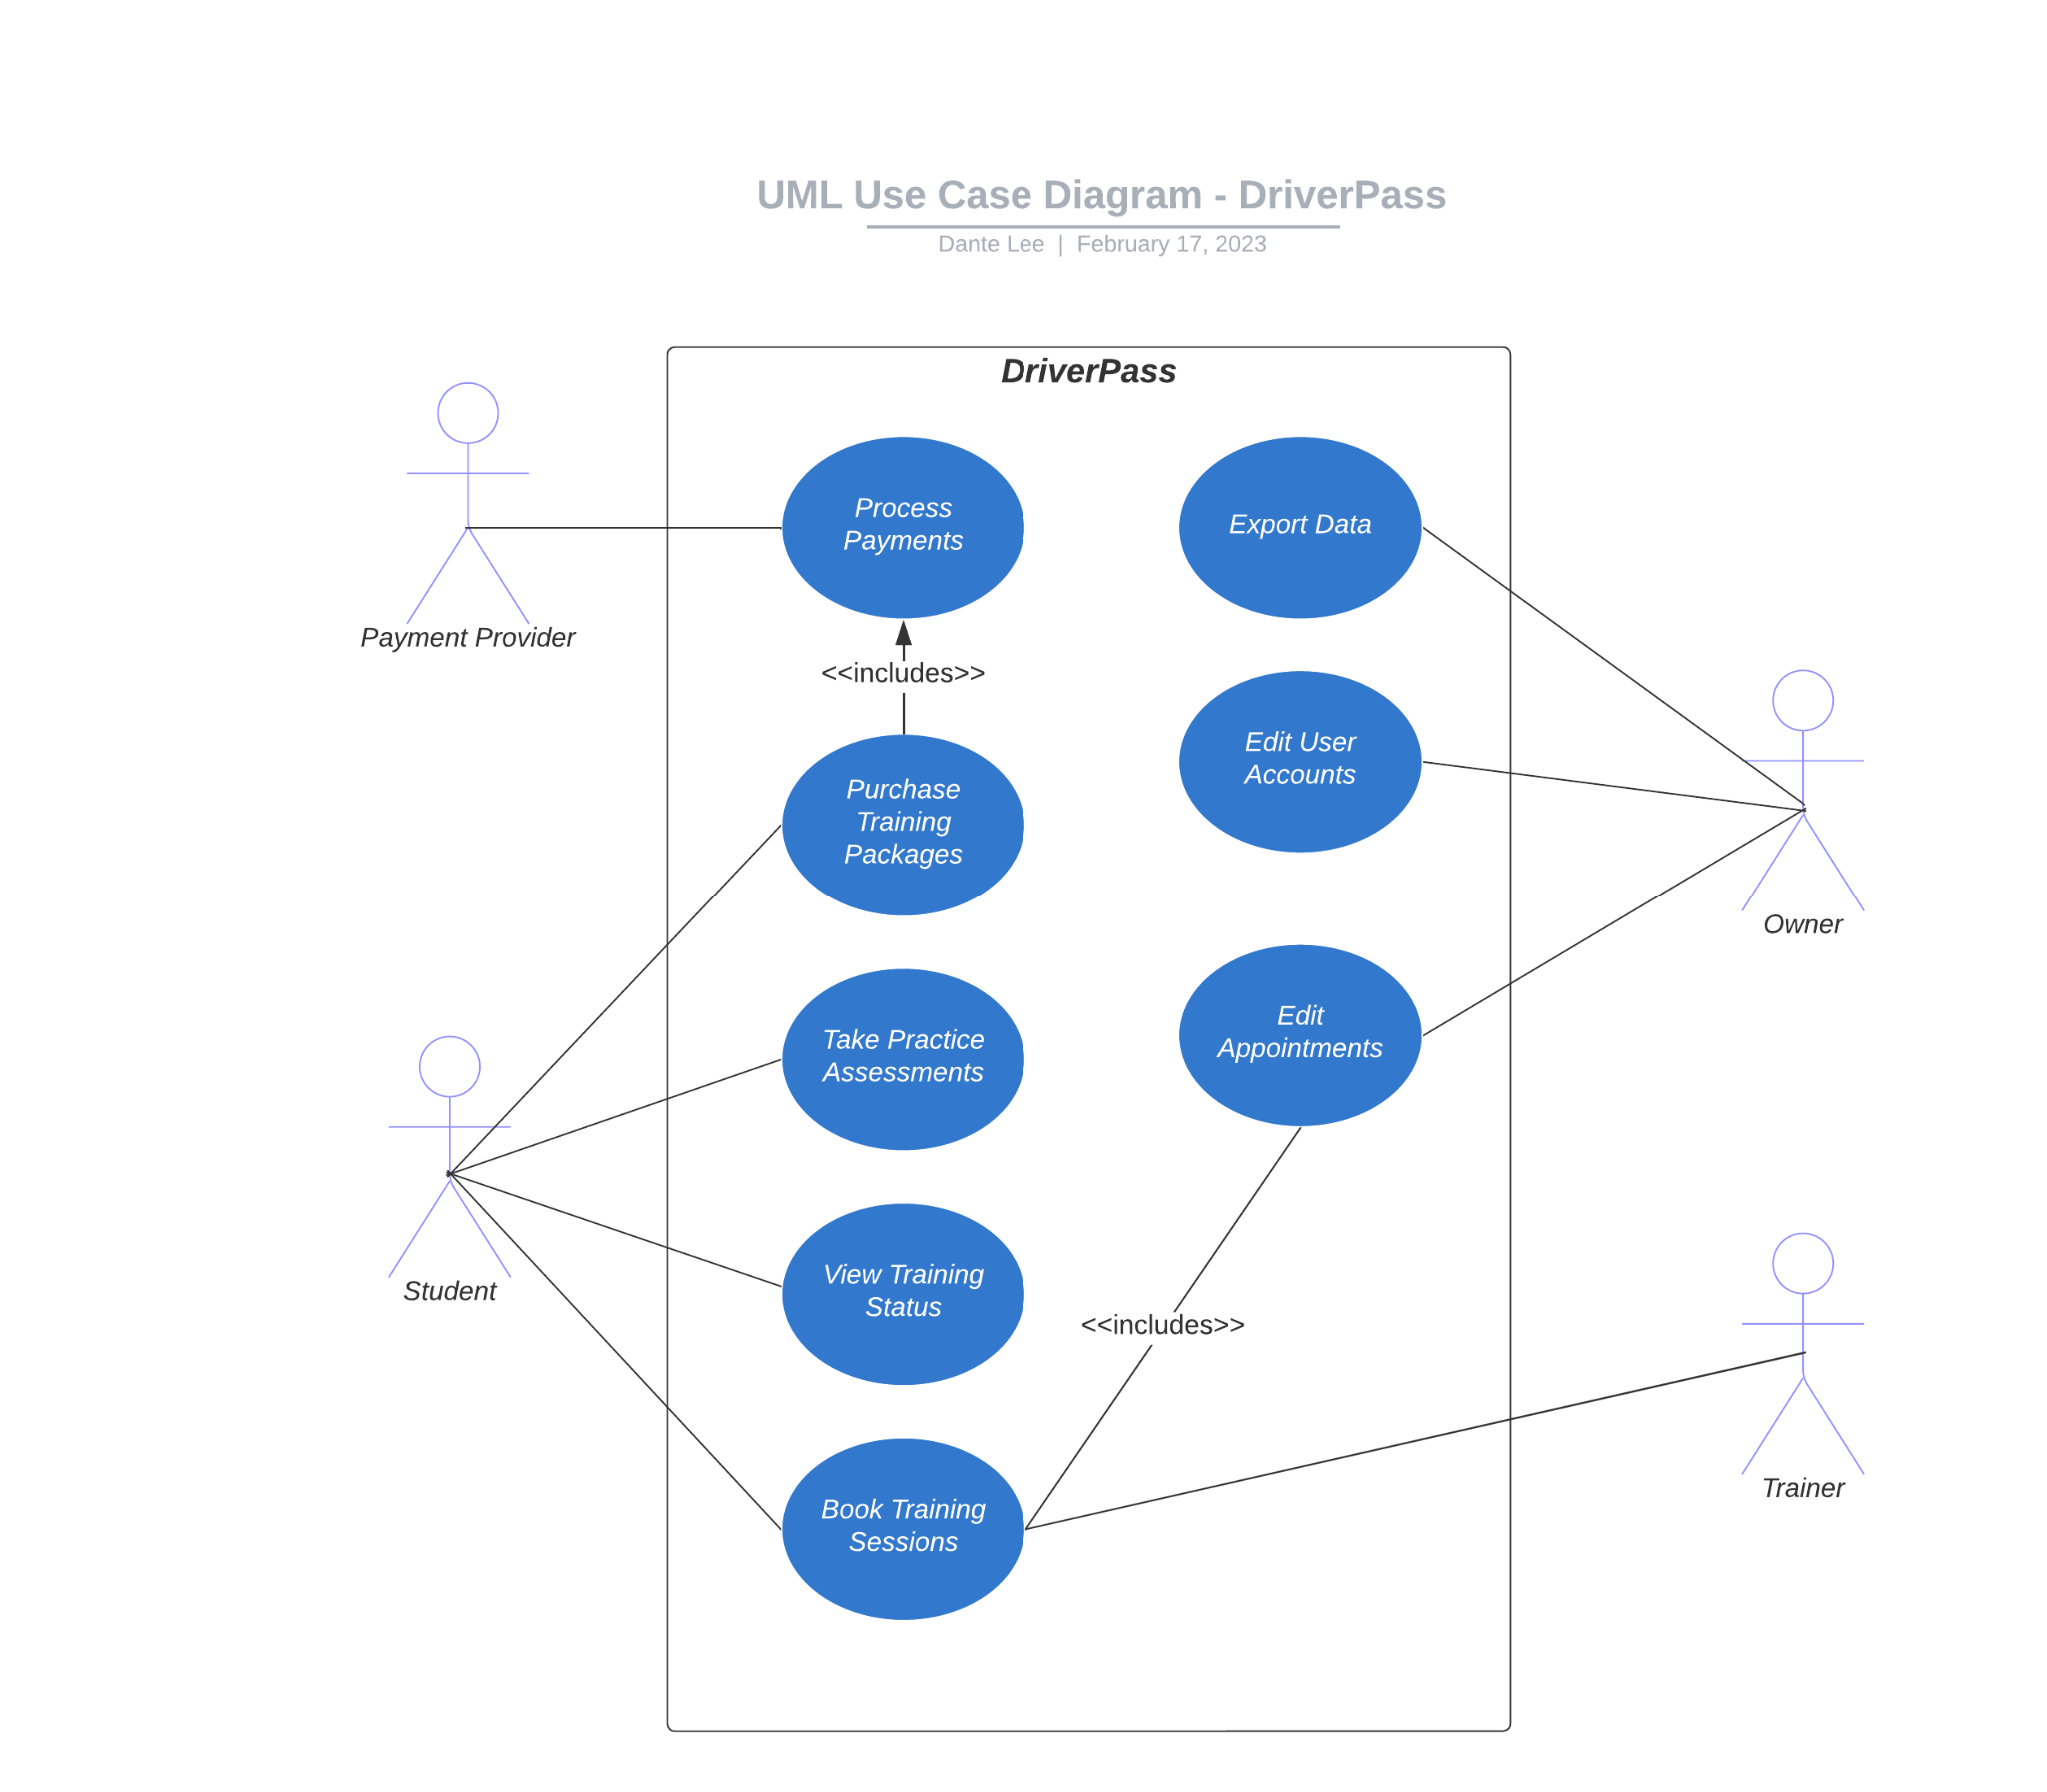 UML Use Case Diagram - DriverPass
Dante Lee | February 17, 2023
DriverPass
Process
Payments
Export Data
Payment Provider
<<includes>>
Edit User
Accounts
Purchase
Training
Packages
Owner
Take Practice
Assessments
Edit
Appointments
Student
View Training
Status
<<includes>>
Trainer
Book Training
Sessions